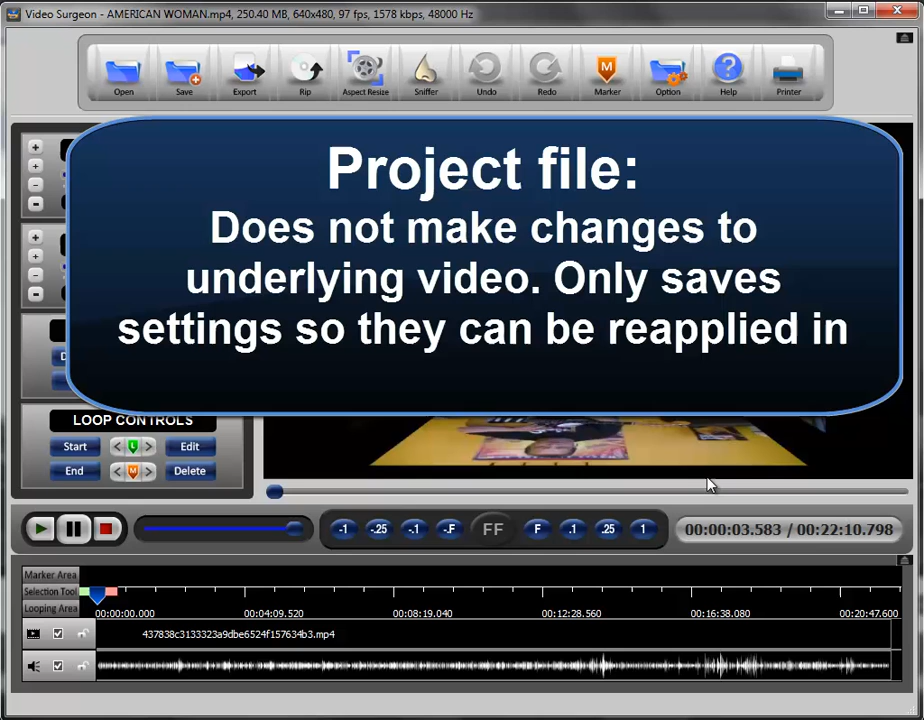 Video Surgeon - AMERICAN WOMAN.mp4, 250.40 MB, 640x480, 97 fps, 1578 kbps, 48000 Hz
Open Save Export Rip Aspect Resize Sniffer Undo Redo Marker Option Help Printer
Project file:
Does not make changes to
underlying video. Only saves
settings so they can be reapplied in
LOOP CONTROLS
Start < L > Edit
End < M > Delete
-1 -.25 -.1 -.F FF F .1 .25 1 00:00:03.583 / 00:22:10.798
Marker Area
Selection Tool
Looping Area
00:00:00.000 00:04:09.520 00:08:19.040 00:12:28.560 00:16:38.080 00:20:47.600
437838c3133323a9dbe6524f157634b3.mp4